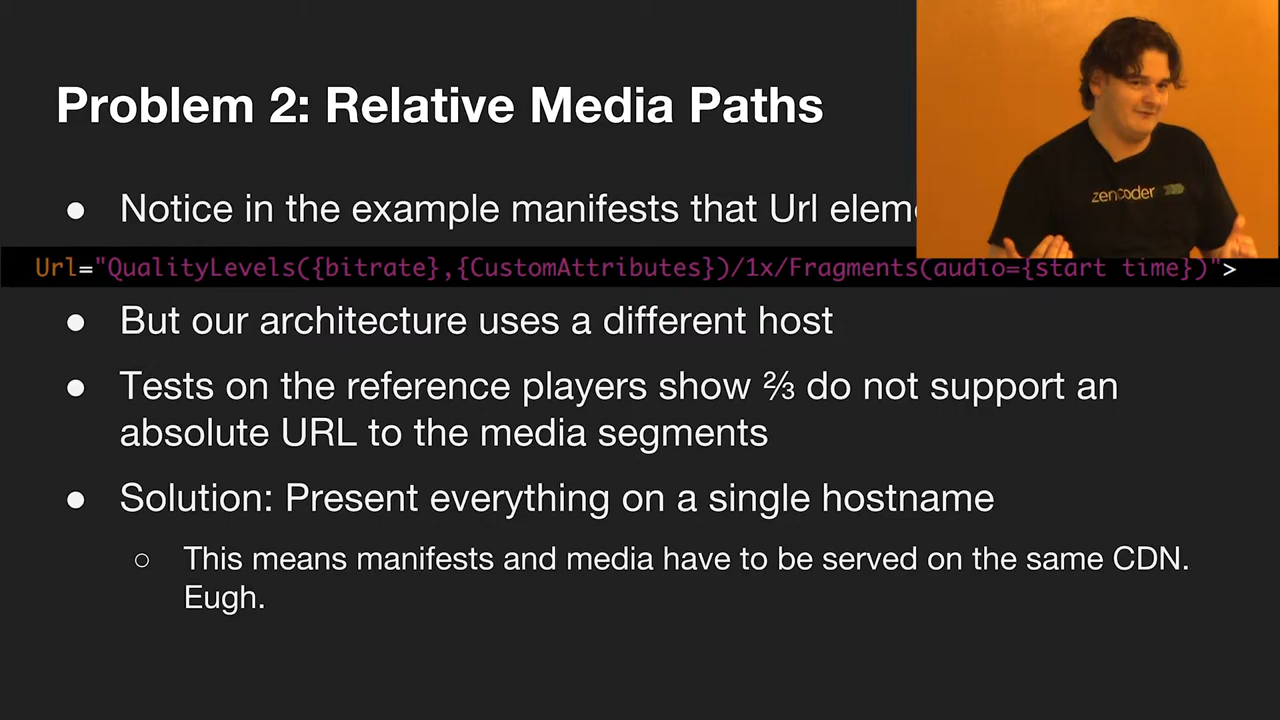 Problem 2: Relative Media Paths
zencoder
● Notice in the example manifests that Url
Url="QualityLevels({bitrate},{CustomAttributes})/1x/Fragments(audio={start time})">
● But our architecture uses a different host
● Tests on the reference players show ⅔ do not support an
absolute URL to the media segments
● Solution: Present everything on a single hostname
○ This means manifests and media have to be served on the same CDN.
Eugh.